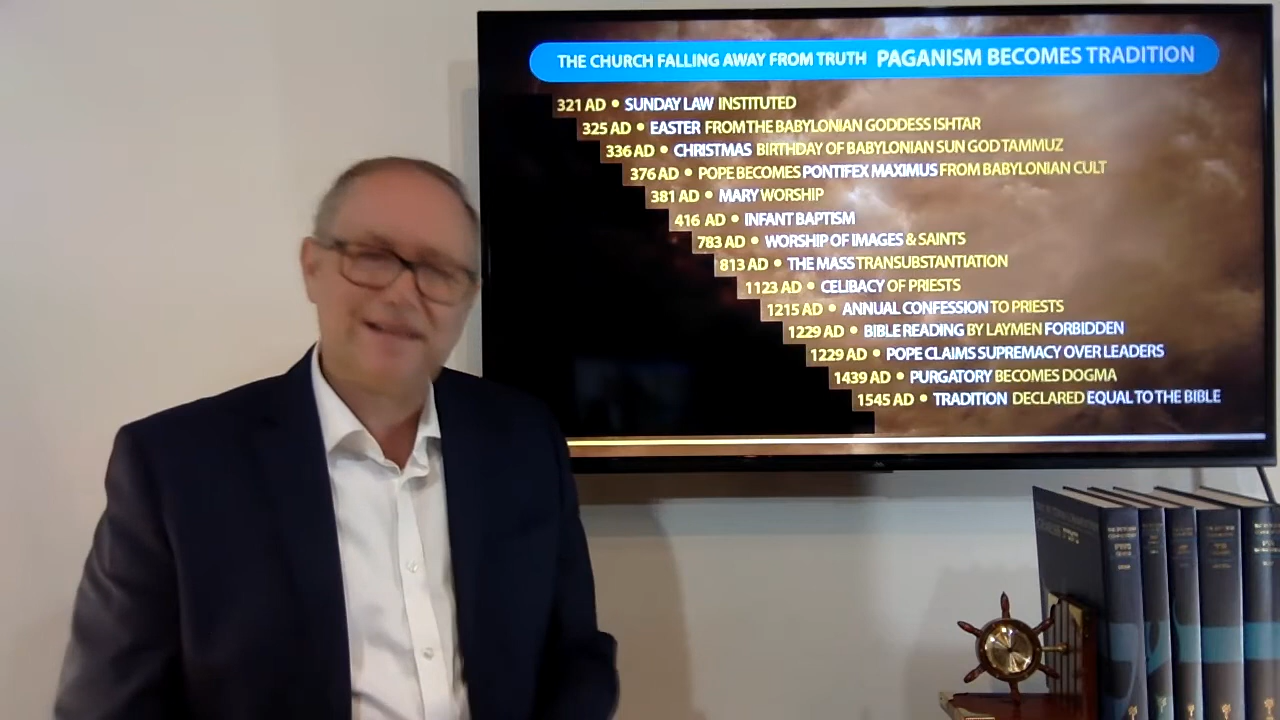 THE CHURCH FALLING AWAY FROM TRUTH PAGANISM BECOMES TRADITION
321 AD • SUNDAY LAW INSTITUTED
325 AD • EASTER FROM THE BABYLONIAN GODDESS ISHTAR
336 AD • CHRISTMAS BIRTHDAY OF BABYLONIAN SUN GOD TAMMUZ
376 AD • POPE BECOMES PONTIFEX MAXIMUS FROM BABYLONIAN CULT
381 AD • MARY WORSHIP
416 AD • INFANT BAPTISM
783 AD • WORSHIP OF IMAGES & SAINTS
813 AD • THE MASS TRANSUBSTANTIATION
1123 AD • CELIBACY OF PRIESTS
1215 AD • ANNUAL CONFESSION TO PRIESTS
1229 AD • BIBLE READING BY LAYMEN FORBIDDEN
1229 AD • POPE CLAIMS SUPREMACY OVER LEADERS
1439 AD • PURGATORY BECOMES DOGMA
1545 AD • TRADITION DECLARED EQUAL TO THE BIBLE